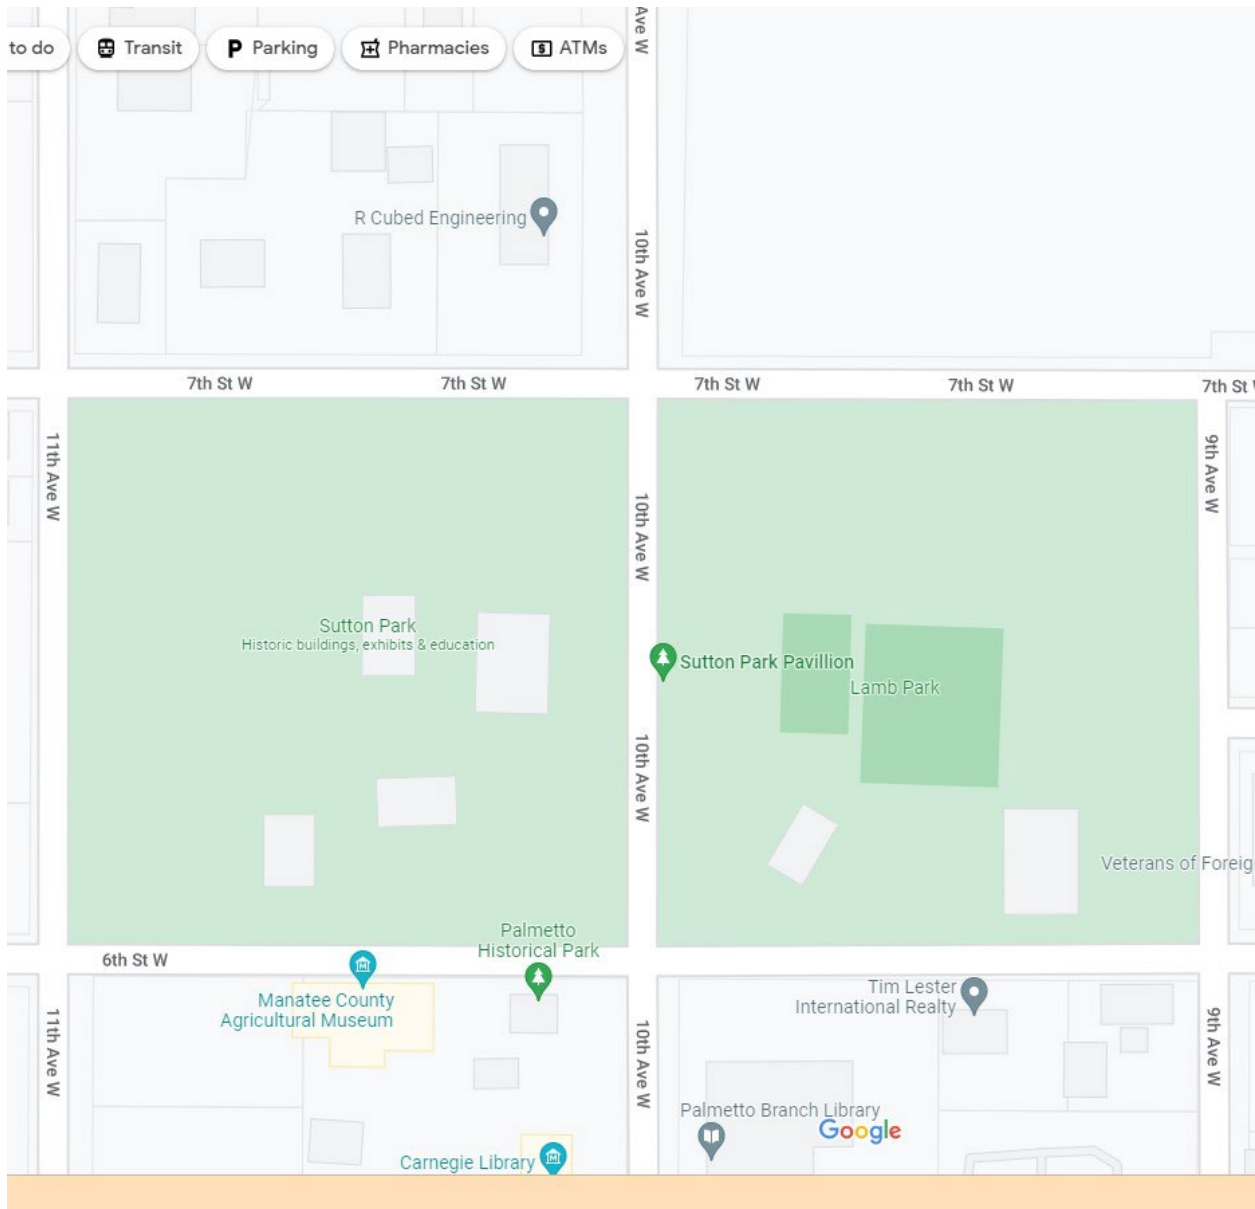 to do
Transit
P Parking
Pharmacies
$ ATMs
Ave W
R Cubed Engineering
10th Ave W
7th St W
7th St W
7th St W
7th St W
7th St
11th Ave W
10th Ave W
9th Ave W
Sutton Park
Historic buildings, exhibits & education
Sutton Park Pavillion
Lamb Park
10th Ave W
Veterans of Foreig
Palmetto
Historical Park
6th St W
Manatee County
Agricultural Museum
Tim Lester
International Realty
11th Ave W
10th Ave W
9th Ave W
Palmetto Branch Library
Google
Carnegie Library